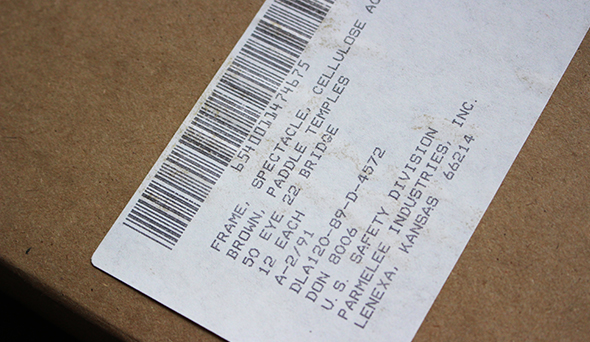 6540011474675
FRAME, SPECTACLE, CELLULOSE AC
BROWN, PADDLE TEMPLES
50 EYE 22 BRIDGE
12 EACH
A-2/91
DLA120-89-D-4572
DON 8006
U.S. SAFETY DIVISION
PARMELEE INDUSTRIES, INC.
LENEXA, KANSAS 66214